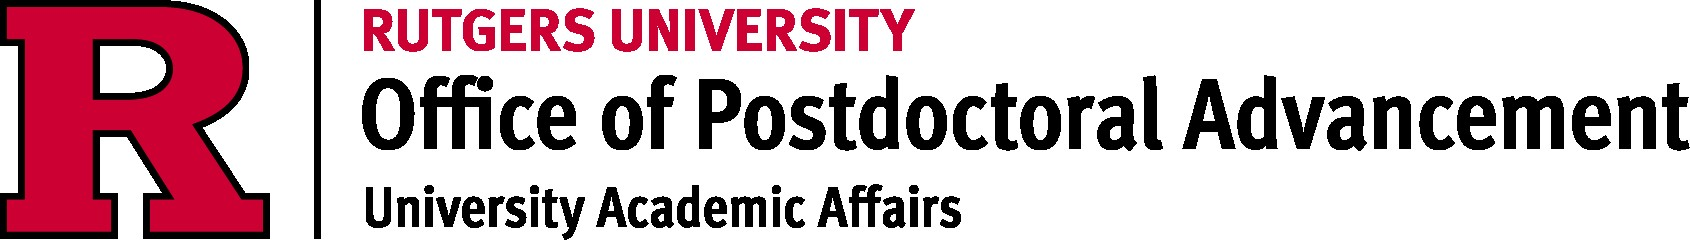 R
RUTGERS UNIVERSITY
Office of Postdoctoral Advancement
University Academic Affairs